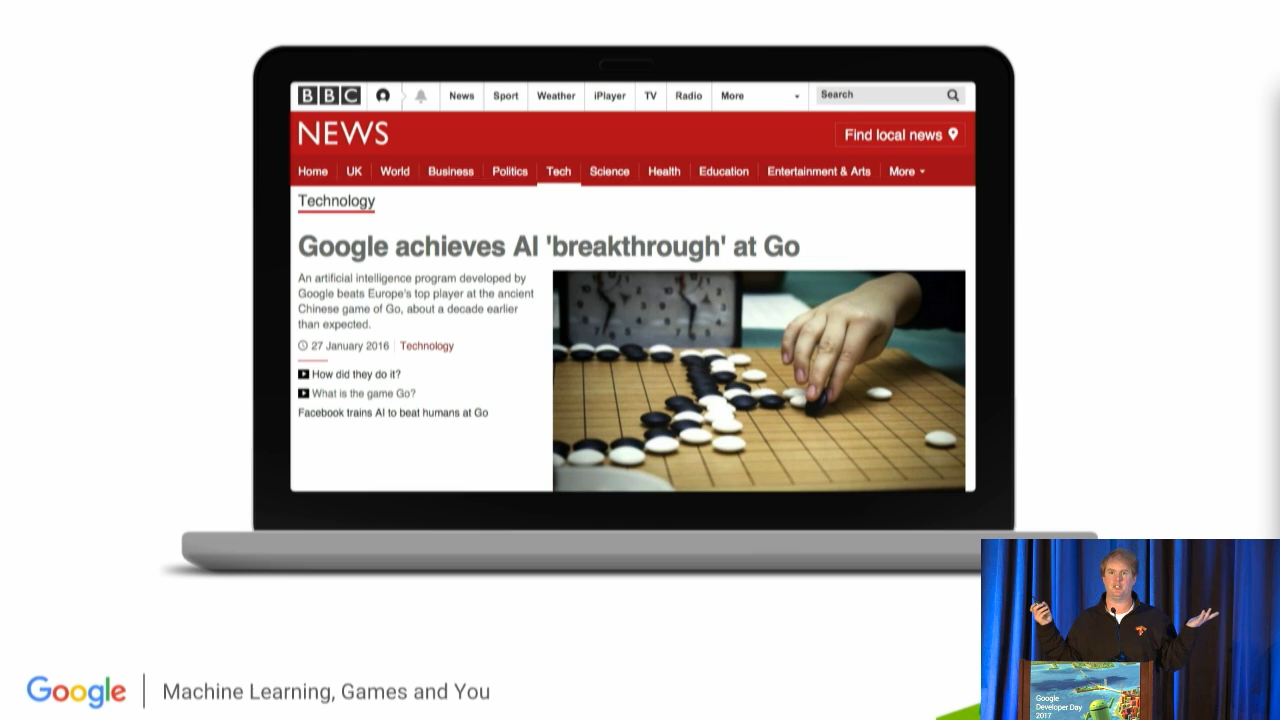 BBC
News Sport Weather iPlayer TV Radio More Search
NEWS
Find local news
Home UK World Business Politics Tech Science Health Education Entertainment & Arts More
Technology
Google achieves AI 'breakthrough' at Go
An artificial intelligence program developed by
Google beats Europe's top player at the ancient
Chinese game of Go, about a decade earlier
than expected.
27 January 2016 Technology
How did they do it?
What is the game Go?
Facebook trains AI to beat humans at Go
Google Machine Learning, Games and You
Google
Developer Day
2017